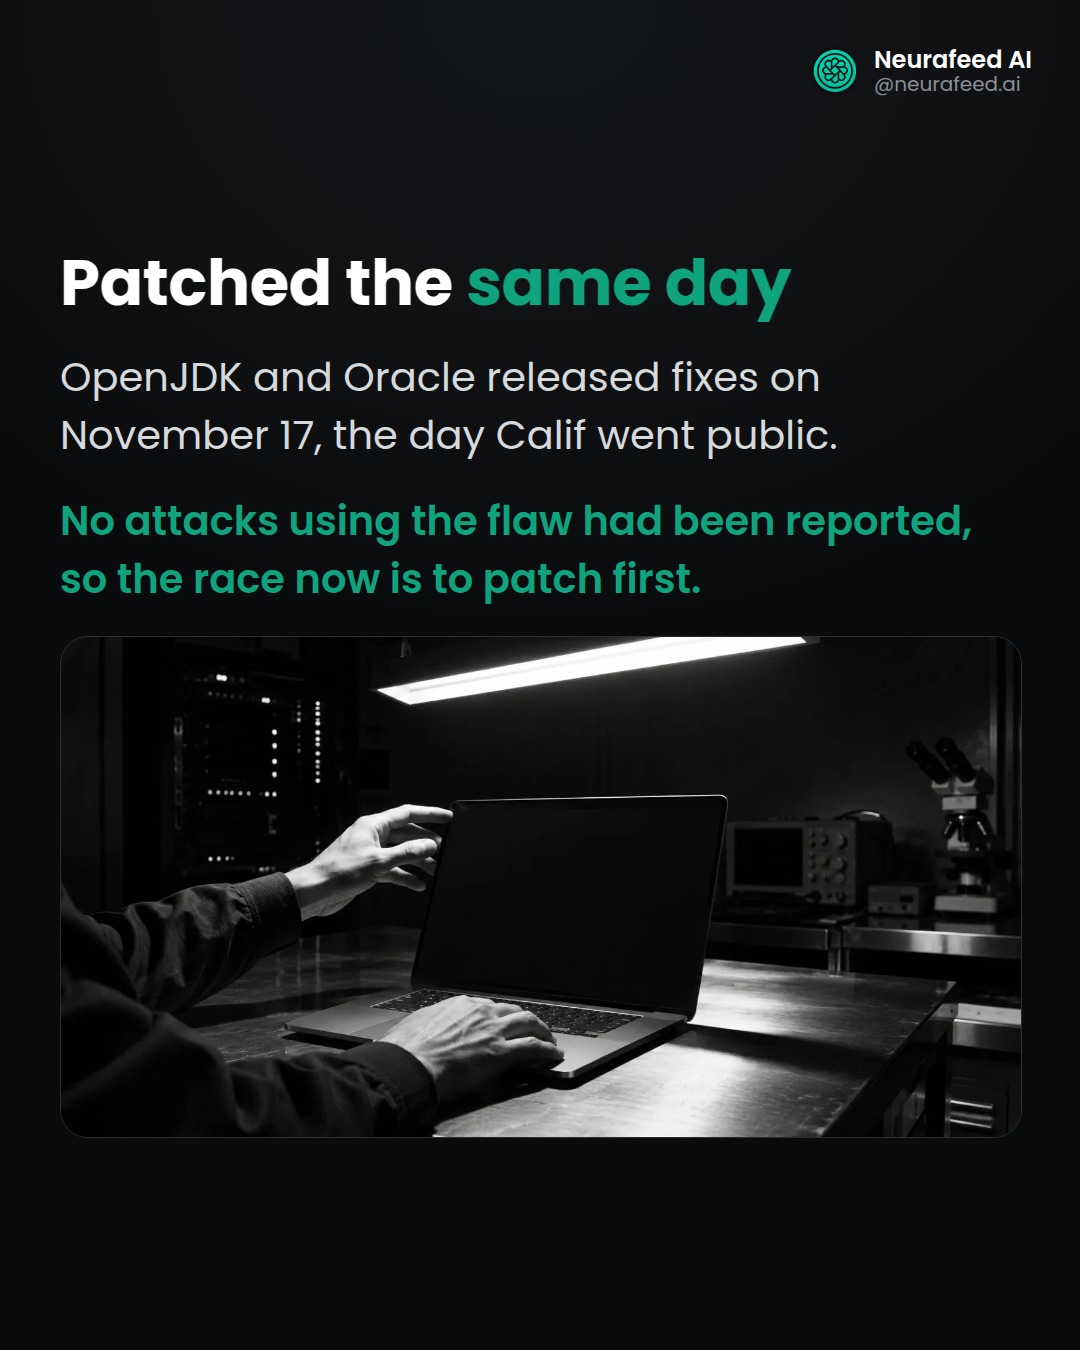 Neurafeed AI
@neurafeed.ai
Patched the same day
OpenJDK and Oracle released fixes on
November 17, the day Calif went public.
No attacks using the flaw had been reported,
so the race now is to patch first.